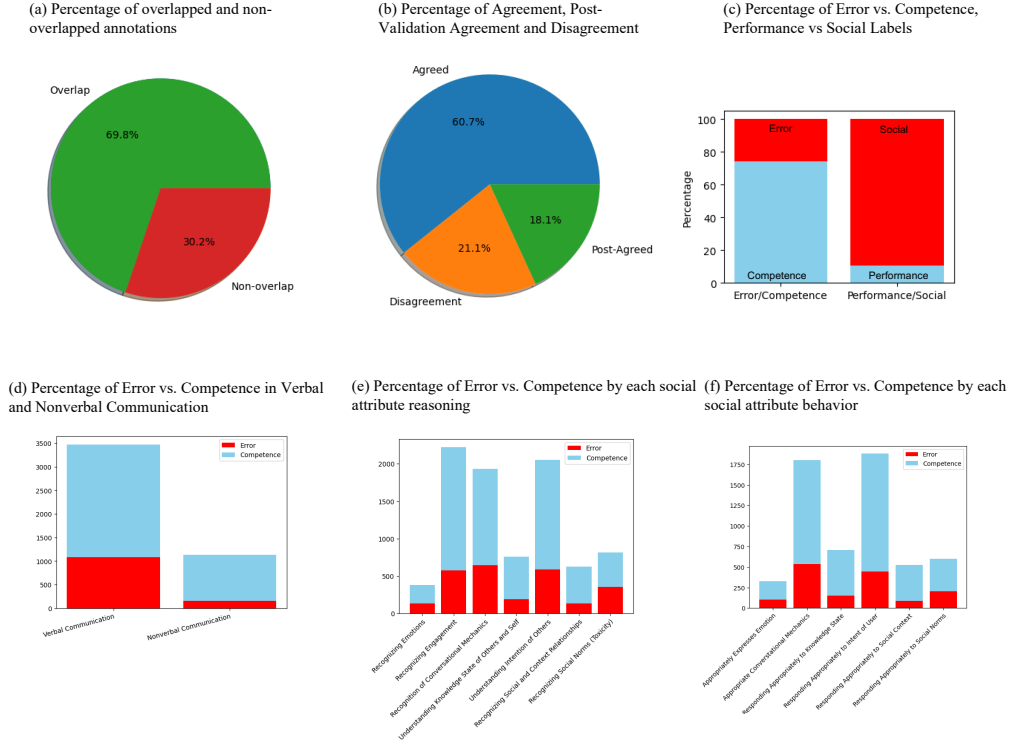 (a) Percentage of overlapped and non-
overlapped annotations
Overlap
69.8%
30.2%
Non-overlap
(b) Percentage of Agreement, Post-
Validation Agreement and Disagreement
Agreed
60.7%
18.1%
21.1%
Post-Agreed
Disagreement
(c) Percentage of Error vs. Competence,
Performance vs Social Labels
Percentage
100
80
60
40
20
0
Error
Social
Competence
Performance
Error/Competence
Performance/Social
(d) Percentage of Error vs. Competence in Verbal
and Nonverbal Communication
3500
3000
2500
2000
1500
1000
500
0
Error
Competence
Verbal Communication
Nonverbal Communication
(e) Percentage of Error vs. Competence by each social
attribute reasoning
2000
1500
1000
500
0
Error
Competence
Recognizing Emotions
Recognizing Engagement
Recognition of Conversational Mechanics
Understanding Knowledge State of Others and Self
Understanding Intention of Others
Recognizing Social and Context Relationships
Recognizing Social Norms (Toxicity)
(f) Percentage of Error vs. Competence by each
social attribute behavior
1750
1500
1250
1000
750
500
250
0
Error
Competence
Appropriately Expresses Emotion
Appropriate Converstational Mechanics
Responding Appropriately to Knowledge State
Responding Appropriately to Intent of User
Responding Appropriately to Social Context
Responding Appropriately to Social Norms